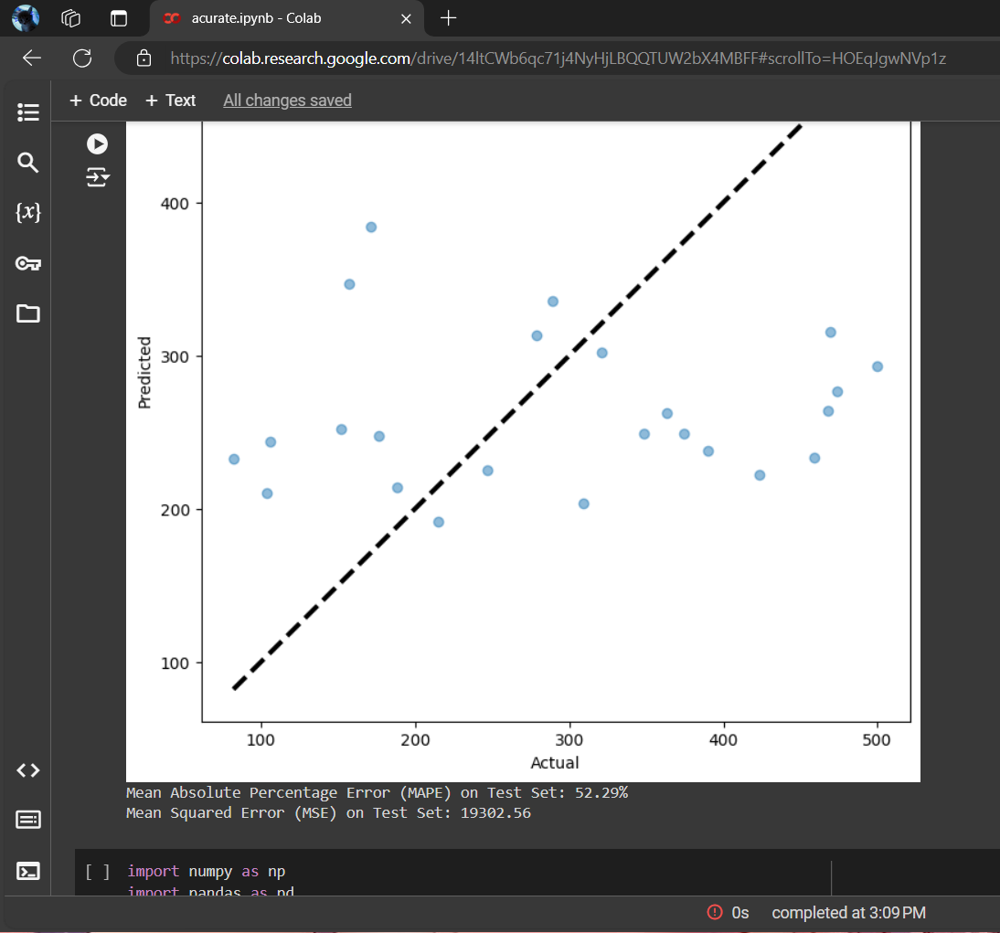 acurate.ipynb - Colab
https://colab.research.google.com/drive/14ltCWb6qc71j4NyHjLBQQTUW2bX4MBFF#scrollTo=HOEqJgwNVp1z
+ Code + Text All changes saved
{x}
400
300
200
100
Predicted
100 200 300 400 500
Actual
Mean Absolute Percentage Error (MAPE) on Test Set: 52.29%
Mean Squared Error (MSE) on Test Set: 19302.56
[ ] import numpy as np
import pandas as pd
0s completed at 3:09 PM